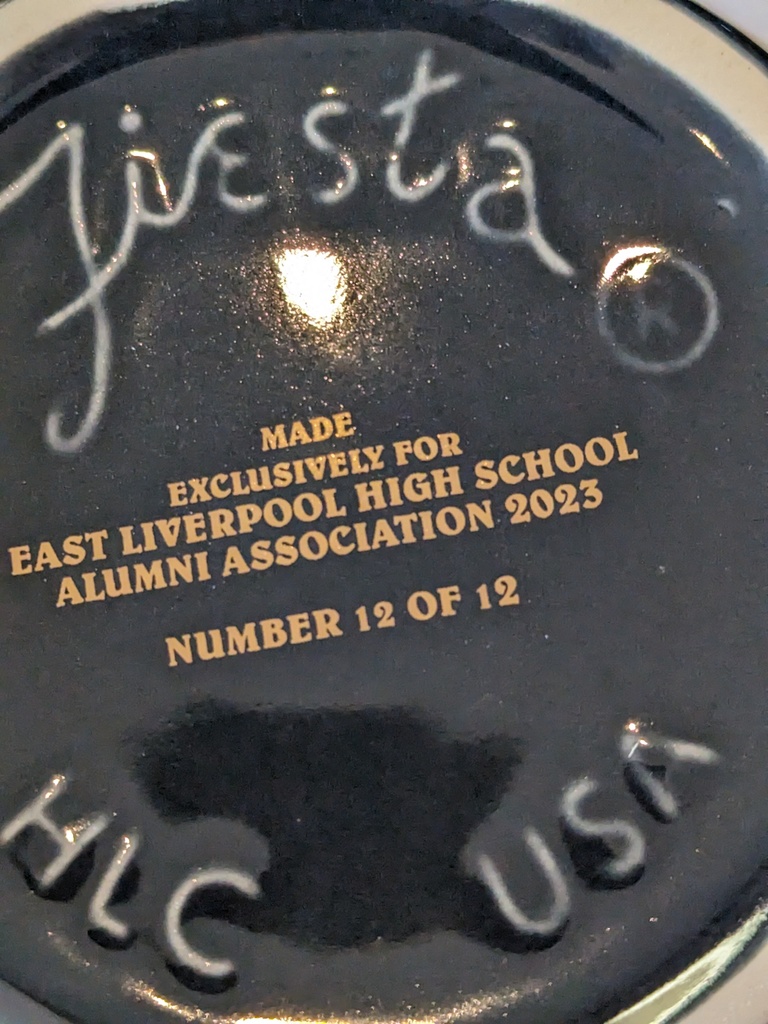 fiesta
®
MADE
EXCLUSIVELY FOR
EAST LIVERPOOL HIGH SCHOOL
ALUMNI ASSOCIATION 2023
NUMBER 12 OF 12
HLC USA